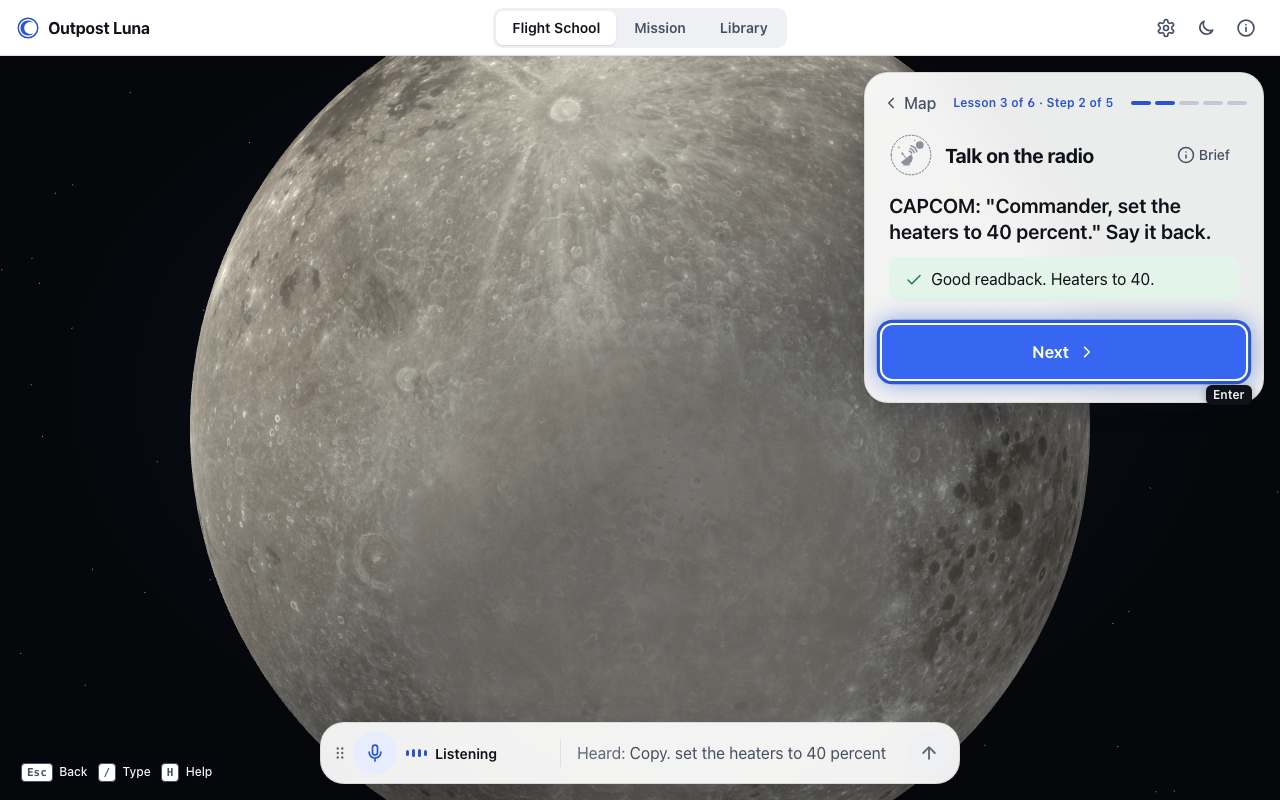 Outpost Luna
Flight School
Mission
Library
Map
Lesson 3 of 6 · Step 2 of 5
Talk on the radio
Brief
CAPCOM: "Commander, set the
heaters to 40 percent." Say it back.
Good readback. Heaters to 40.
Next
Enter
Listening
Heard: Copy. set the heaters to 40 percent
Esc Back / Type H Help